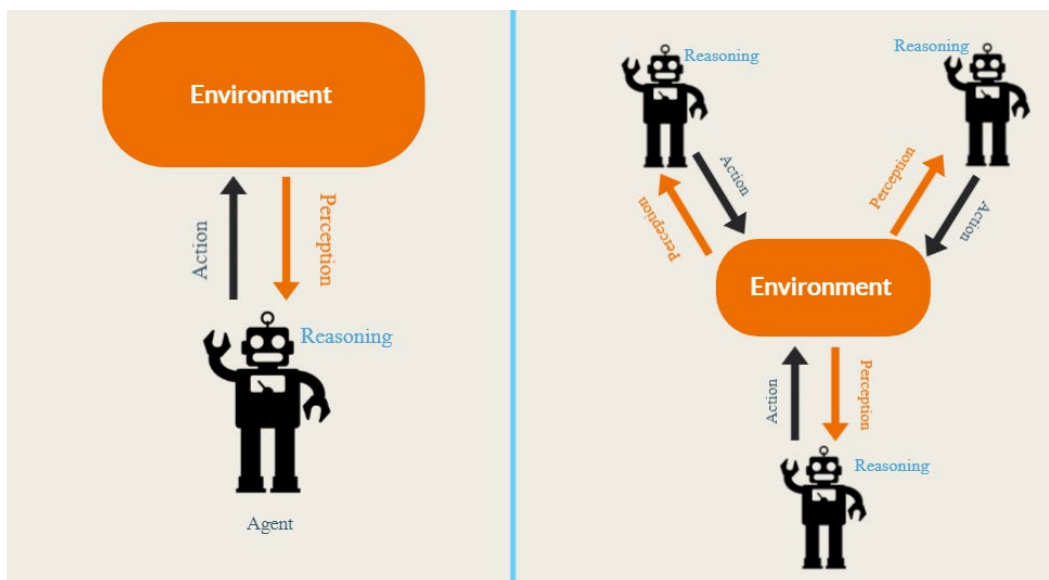 Environment
Action
Perception
Reasoning
Agent
Reasoning
Reasoning
Action
Perception
Perception
Action
Environment
Action
Perception
Reasoning